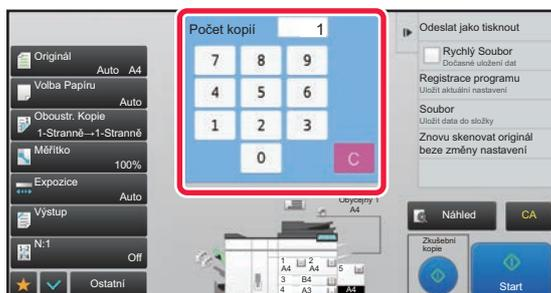 Originál
Auto A4
Volba Papíru
Auto
Oboustr. Kopie
1-Stranně→1-Stranně
Měřítko
100%
Expozice
Auto
Výstup
N:1
Off
Ostatní
Počet kopií 1
7 8 9
4 5 6
1 2 3
0 C
Obyčejný 1
A4
1 A4 2 A4 5 A4
3 B4
4 A3
Odeslat jako tisknout
Rychlý Soubor
Dočasné uložení dat
Registrace programu
Uložit aktuální nastavení
Soubor
Uložit data do složky
Znovu skenovat originál
beze změny nastavení
Náhled CA
Zkušební
kopie
Start